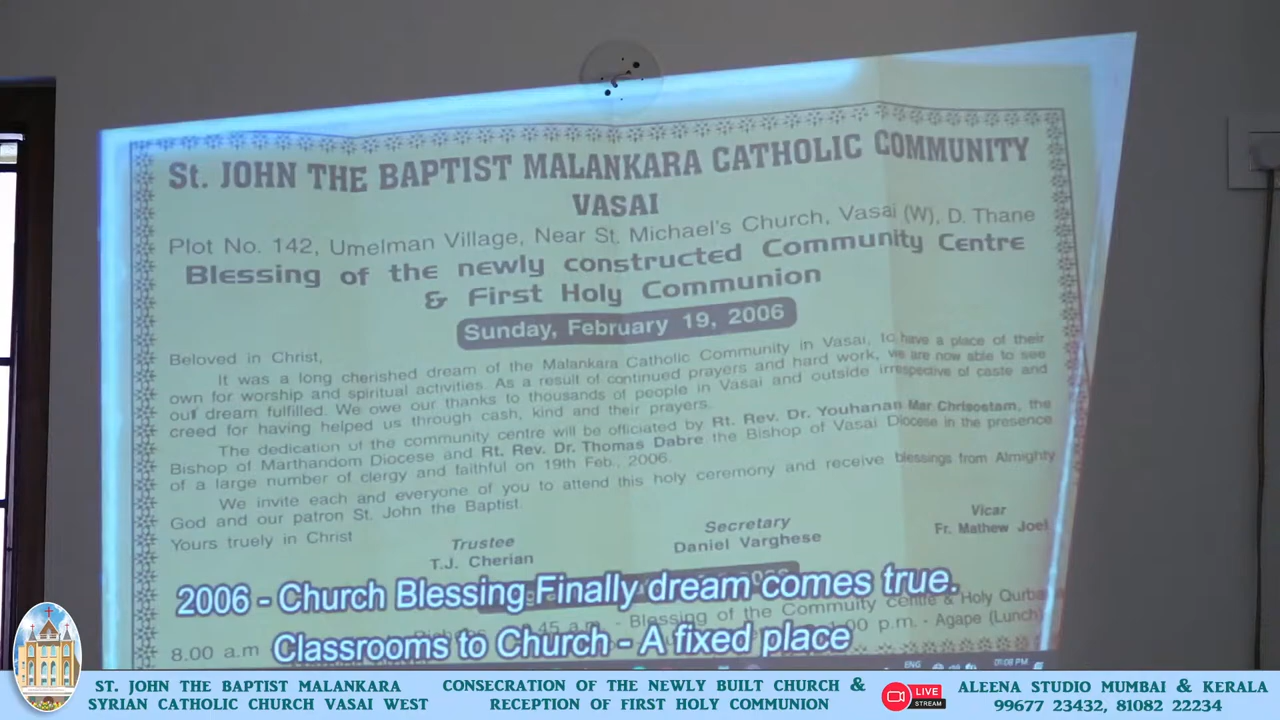 St. JOHN THE BAPTIST MALANKARA CATHOLIC COMMUNITY
VASAI
Plot No. 142, Umelman Village, Near St. Michael's Church, Vasai (W), D. Thane
Blessing of the newly constructed Community Centre
& First Holy Communion
Sunday, February 19, 2006
Beloved in Christ,
It was a long cherished dream of the Malankara Catholic Community in Vasai, to have a place of their
own for worship and spiritual activities. As a result of continued prayers and hard work, we are now able to see
our dream fulfilled. We owe our thanks to thousands of people in Vasai and outside irrespective of caste and
creed for having helped us through cash, kind and their prayers.
The dedication of the community centre will be officiated by Rt. Rev. Dr. Youhanan Mar Chrisostam, the
Bishop of Marthandom Diocese and Rt. Rev. Dr. Thomas Dabre the Bishop of Vasai Diocese in the presence
of a large number of clergy and faithful on 19th Feb., 2006.
We invite each and everyone of you to attend this holy ceremony and receive blessings from Almighty
God and our patron St. John the Baptist.
Yours truely in Christ
Trustee
T.J. Cherian
Secretary
Daniel Varghese
Vicar
Fr. Mathew Joel
2006 - Church Blessing Finally dream comes true.
45 a.m. - Blessing of the Commuity centre & Holy Qurba
8.00 a.m
Classrooms to Church - A fixed place
00 p.m. - Agape (Lunch)
ENG
01:08 PM
ST. JOHN THE BAPTIST MALANKARA
SYRIAN CATHOLIC CHURCH VASAI WEST
CONSECRATION OF THE NEWLY BUILT CHURCH &
RECEPTION OF FIRST HOLY COMMUNION
LIVE
STREAM
ALEENA STUDIO MUMBAI & KERALA
99677 23432, 81082 22234